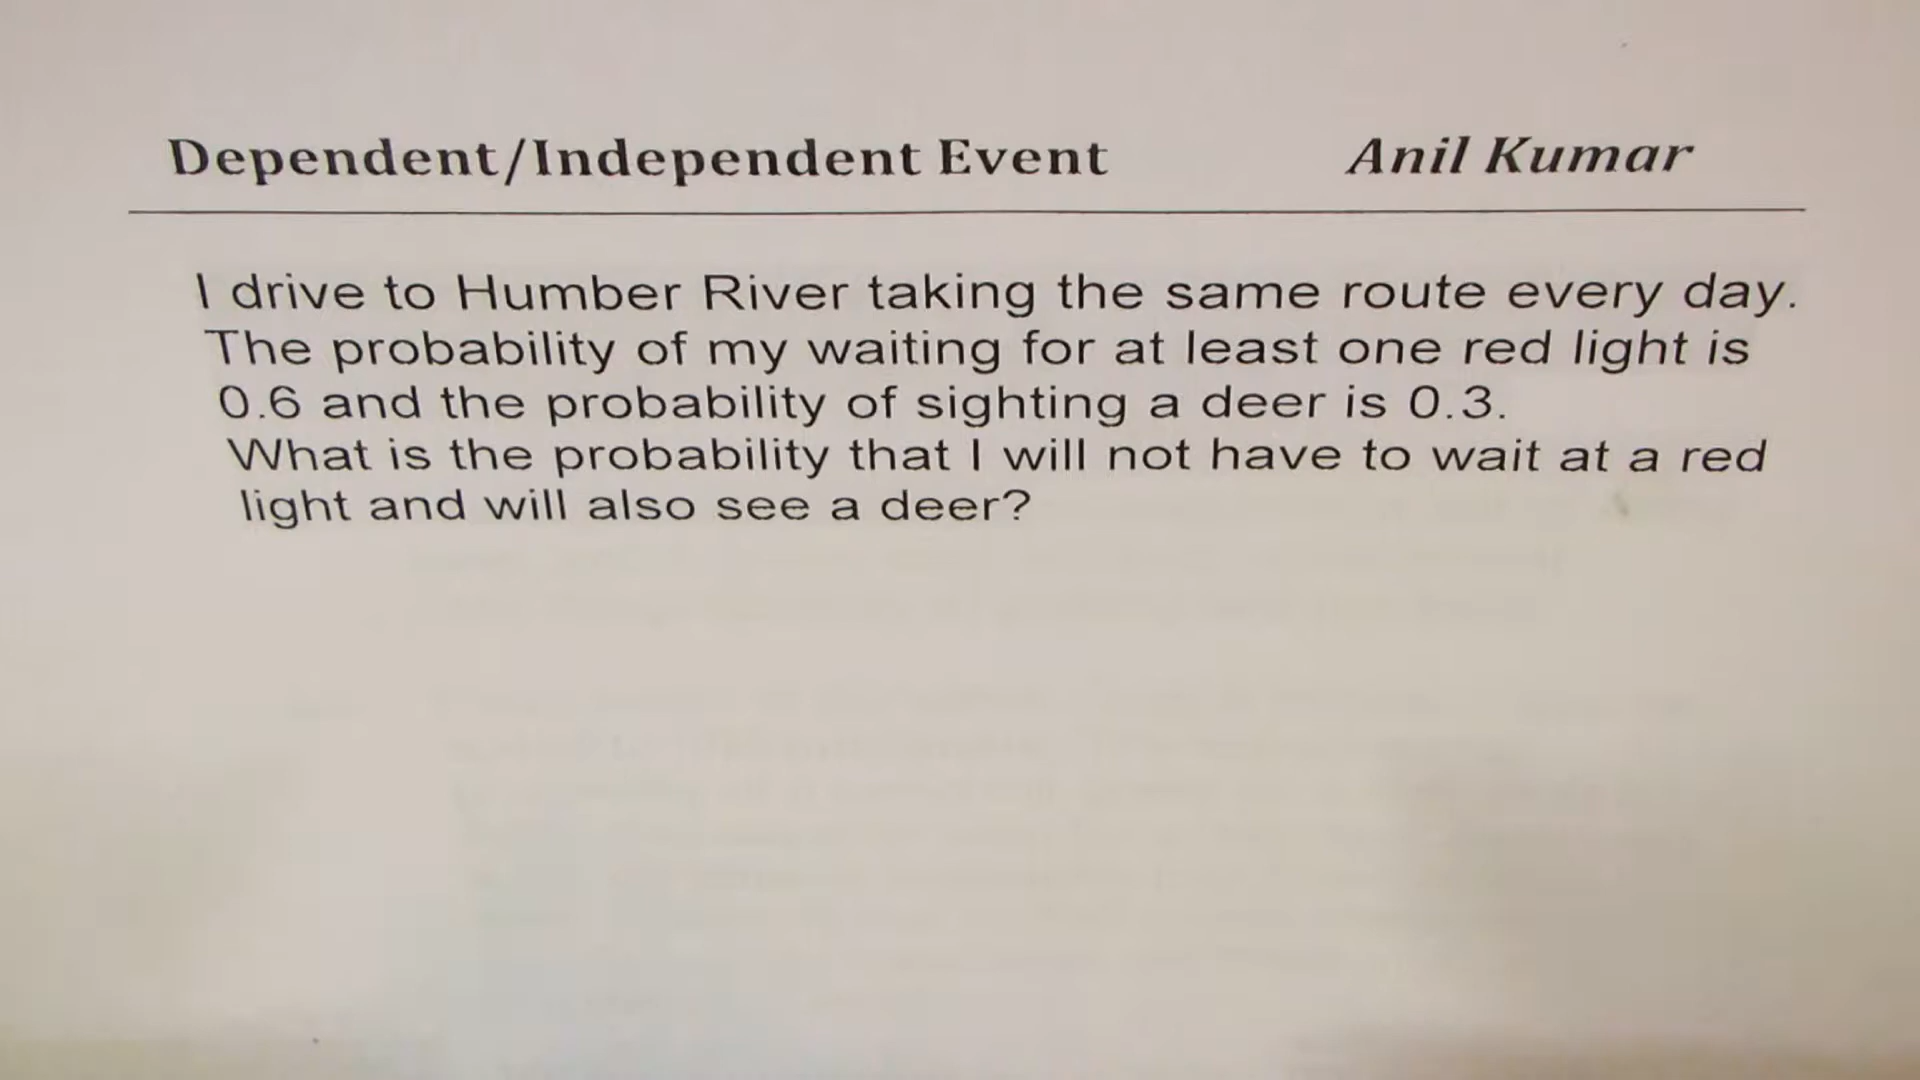 Dependent/Independent Event Anil Kumar
I drive to Humber River taking the same route every day.
The probability of my waiting for at least one red light is
0.6 and the probability of sighting a deer is 0.3.
What is the probability that I will not have to wait at a red
light and will also see a deer?